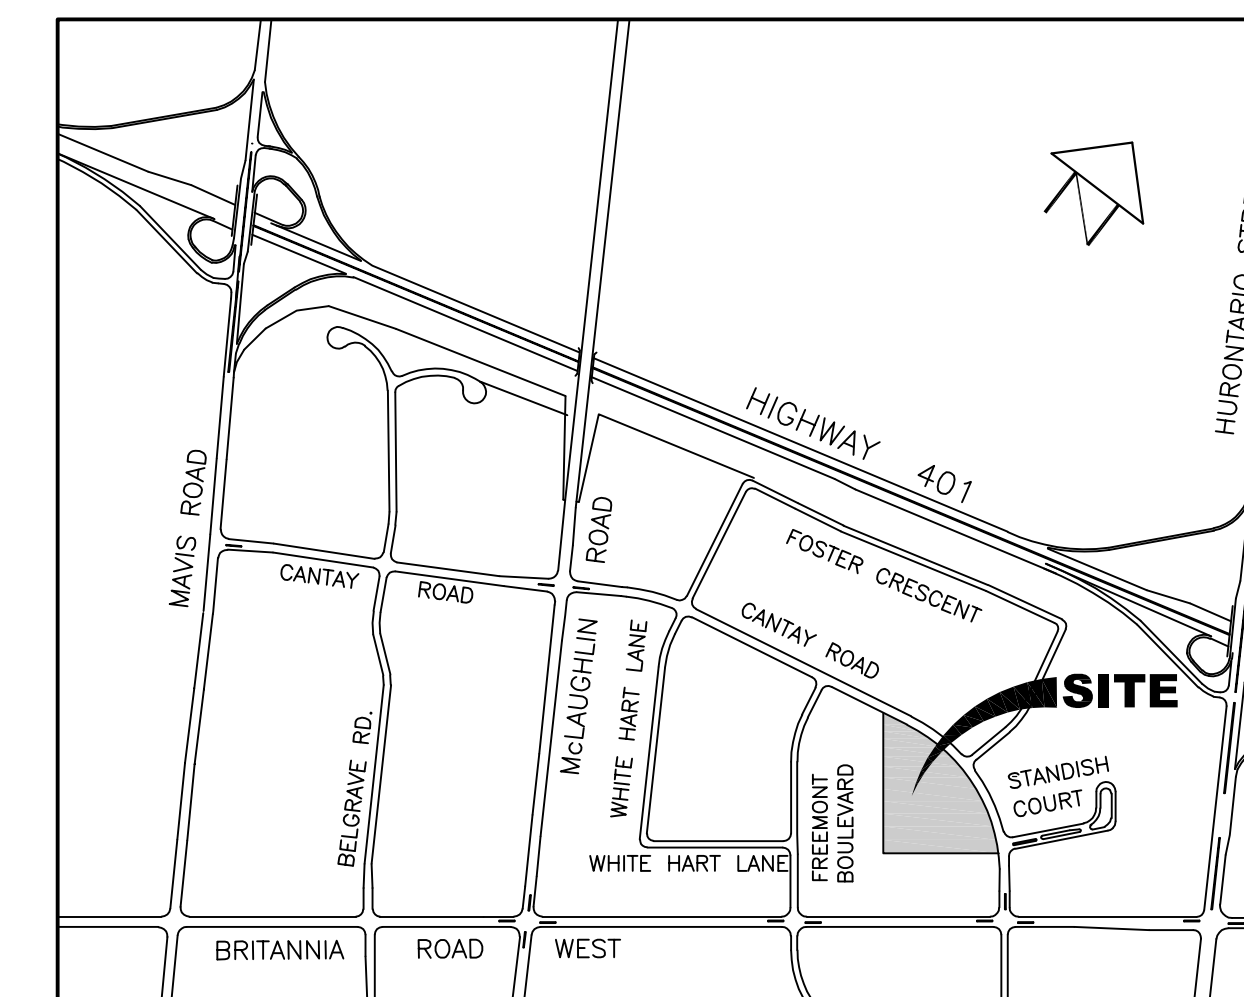 HURONTARIO
HIGHWAY 401
MAVIS ROAD
McLAUGHLIN ROAD
FOSTER CRESCENT
CANTAY ROAD
CANTAY ROAD
WHITE HART LANE
SITE
BELGRAVE RD.
STANDISH
COURT
FREEMONT
BOULEVARD
WHITE HART LANE
BRITANNIA ROAD WEST